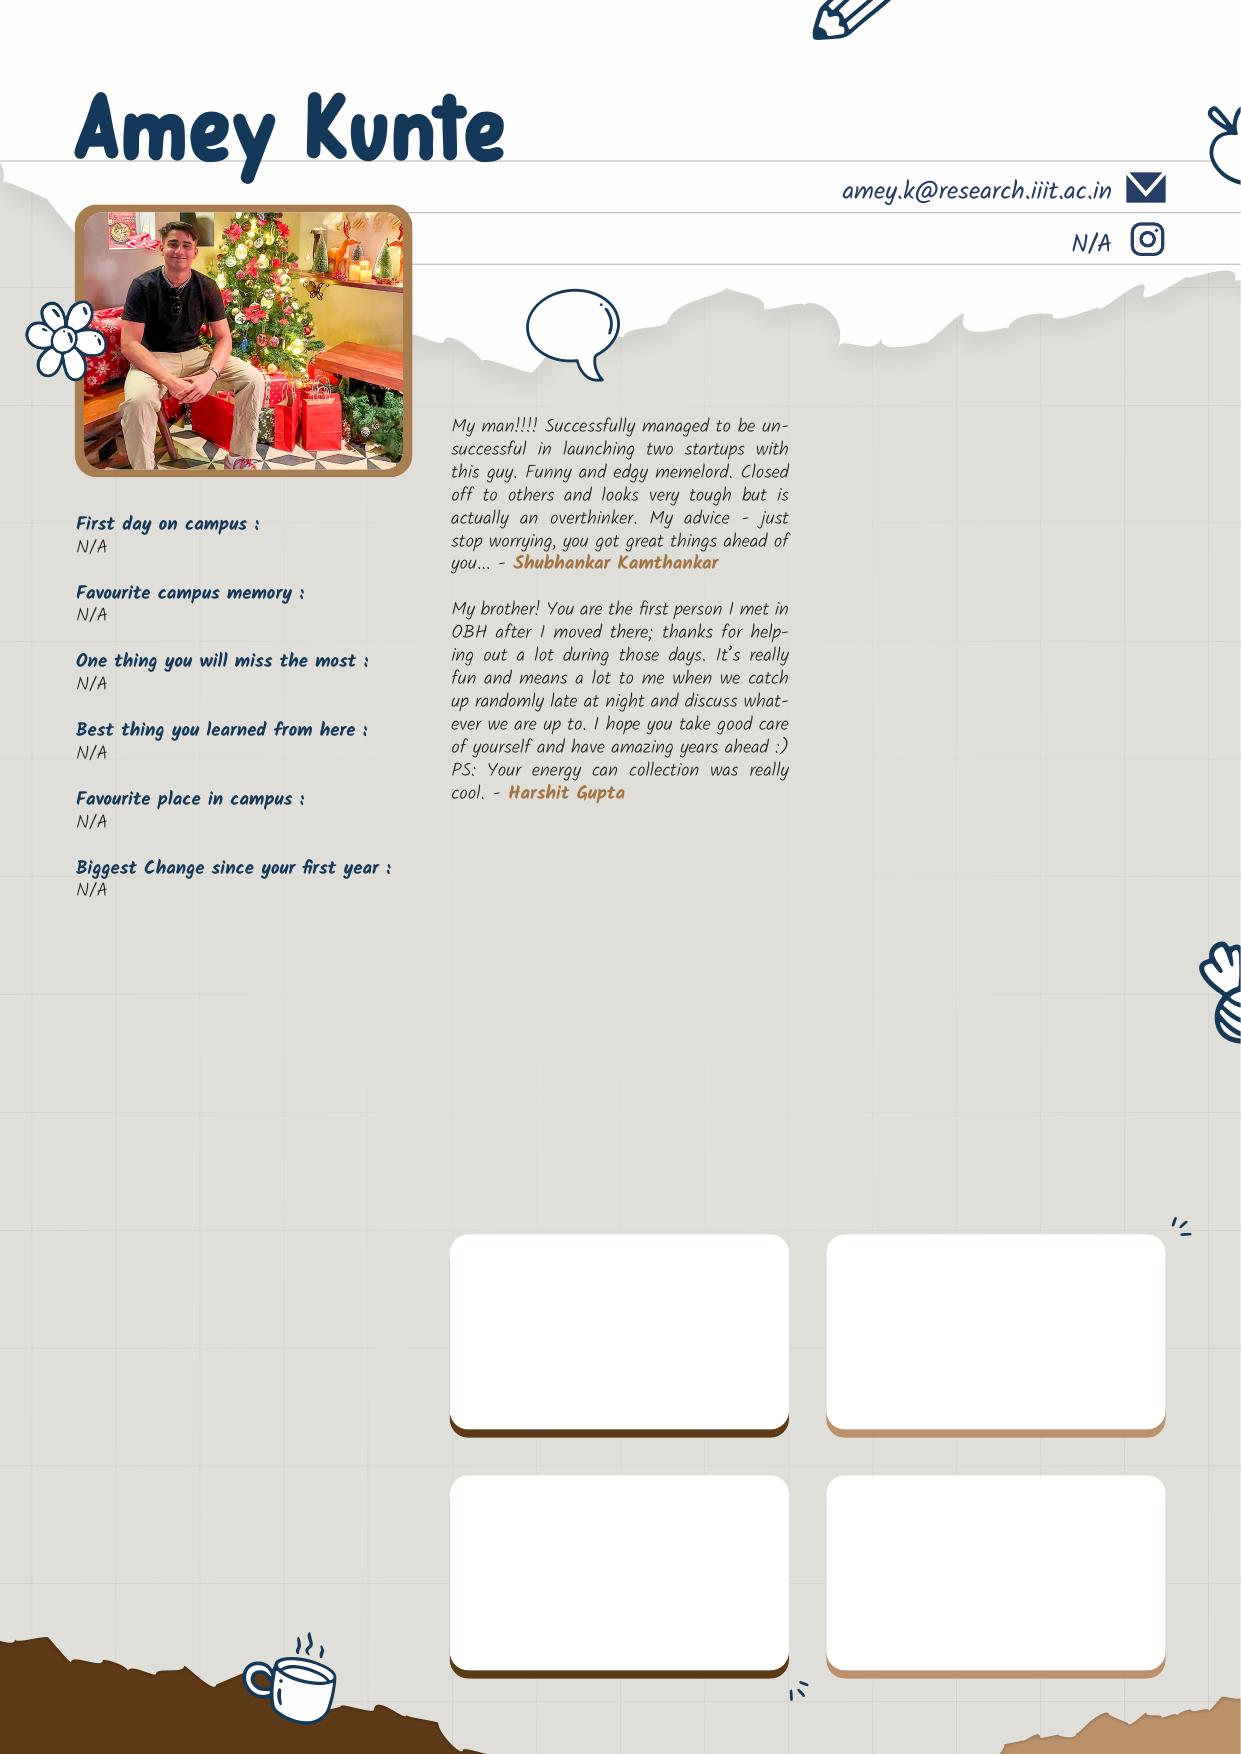 Amey Kunte
amey.k@research.iiit.ac.in
N/A
First day on campus :
N/A
Favourite campus memory :
N/A
One thing you will miss the most :
N/A
Best thing you learned from here :
N/A
Favourite place in campus :
N/A
Biggest Change since your first year :
N/A
My man!!!! Successfully managed to be un-
successful in launching two startups with
this guy. Funny and edgy memelord. Closed
off to others and looks very tough but is
actually an overthinker. My advice - just
stop worrying, you got great things ahead of
you... - Shubhankar Kamthankar
My brother! You are the first person I met in
OBH after I moved there; thanks for help-
ing out a lot during those days. It's really
fun and means a lot to me when we catch
up randomly late at night and discuss what-
ever we are up to. I hope you take good care
of yourself and have amazing years ahead :)
PS: Your energy can collection was really
cool. - Harshit Gupta